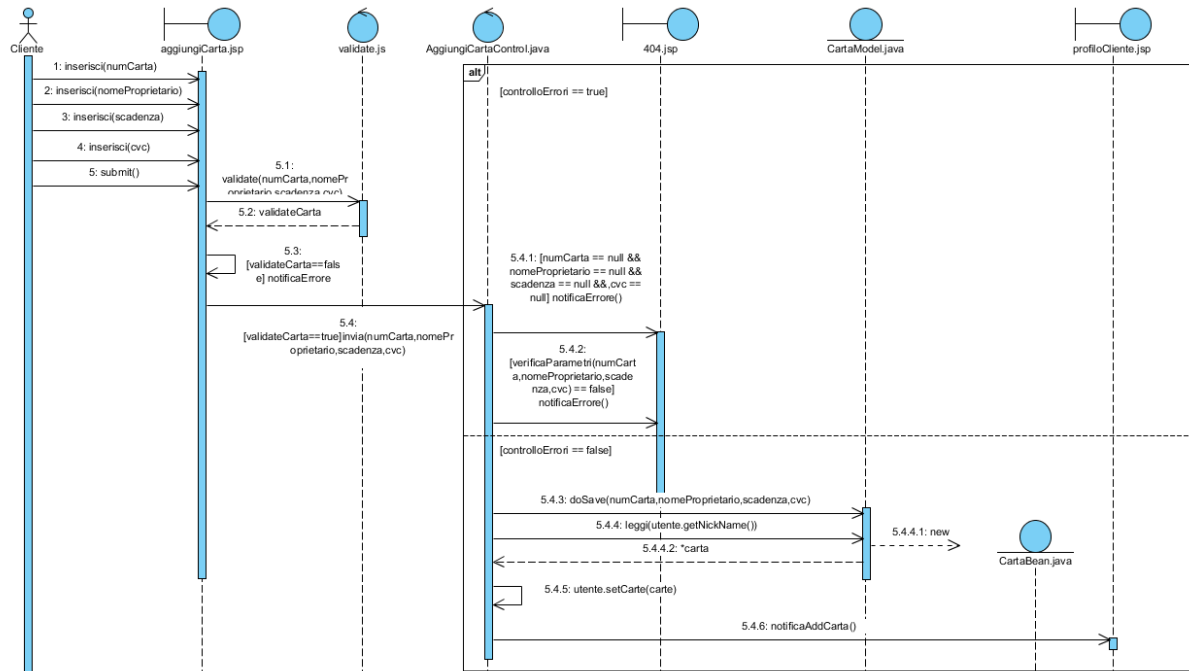 Cliente
aggiungiCarta.jsp
validate.js
AggiungiCartaControl.java
404.jsp
CartaModel.java
profiloCliente.jsp
alt
[controlloErrori == true]
1: inserisci(numCarta)
2: inserisci(nomeProprietario)
3: inserisci(scadenza)
4: inserisci(cvc)
5: submit()
5.1:
validate(numCarta,nomePr
oprietario,scadenza,cvc)
5.2: validateCarta
5.3:
[validateCarta==fals
e] notificaErrore
5.4:
[validateCarta==true]invia(numCarta,nomePr
oprietario,scadenza,cvc)
5.4.1: [numCarta == null &&
nomeProprietario == null &&
scadenza == null &&,cvc ==
null] notificaErrore()
5.4.2:
[verificaParametri(numCart
a,nomeProprietario,scade
nza,cvc) == false]
notificaErrore()
[controlloErrori == false]
5.4.3: doSave(numCarta,nomeProprietario,scadenza,cvc)
5.4.4: leggi(utente.getNickName())
5.4.4.1: new
5.4.4.2: *carta
CartaBean.java
5.4.5: utente.setCarte(carte)
5.4.6: notificaAddCarta()